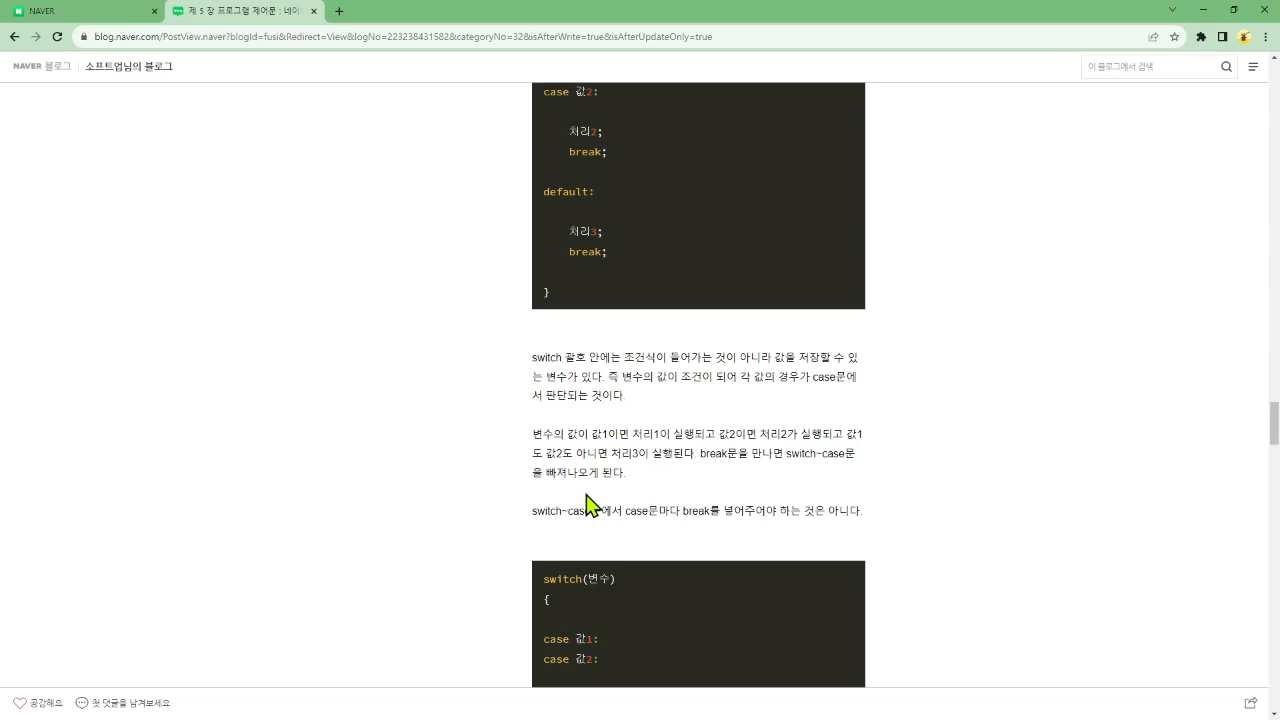 NAVER
제 5 장 프로그램 제어문 : 네이
blog.naver.com/PostView.naver?blogId=fusi&Redirect=View&logNo=223238431582&categoryNo=32&isAfterWrite=true&isAfterUpdateOnly=true
NAVER 블로그 소프트업님의 블로그
이 블로그에서 검색
case 값2:
처리2;
break;
default:
처리3;
break;
}
switch 괄호 안에는 조건식이 들어가는 것이 아니라 값을 저장할 수 있
는 변수가 있다. 즉 변수의 값이 조건이 되어 각 값의 경우가 case문에
서 판단되는 것이다.
변수의 값이 값1이면 처리1이 실행되고 값2이면 처리2가 실행되고 값1
도 값2도 아니면 처리3이 실행된다. break문을 만나면 switch~case문
을 빠져나오게 된다.
switch~cas 에서 case문마다 break를 넣어주어야 하는 것은 아니다.
switch(변수)
{
case 값1:
case 값2:
공감해요 첫 댓글을 남겨보세요